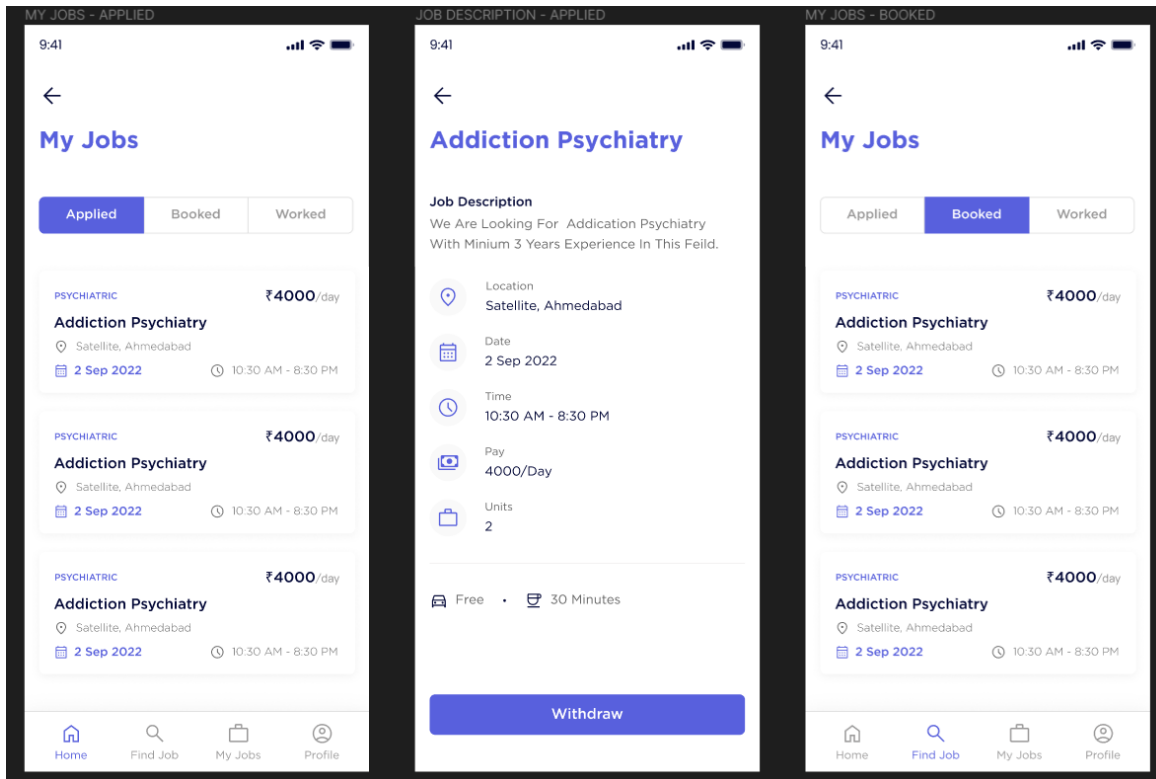 MY JOBS - APPLIED
9:41
My Jobs
Applied Booked Worked
PSYCHIATRIC ₹4000/day
Addiction Psychiatry
Satellite, Ahmedabad
2 Sep 2022 10:30 AM - 8:30 PM
PSYCHIATRIC ₹4000/day
Addiction Psychiatry
Satellite, Ahmedabad
2 Sep 2022 10:30 AM - 8:30 PM
PSYCHIATRIC ₹4000/day
Addiction Psychiatry
Satellite, Ahmedabad
2 Sep 2022 10:30 AM - 8:30 PM
Home Find Job My Jobs Profile
JOB DESCRIPTION - APPLIED
9:41
Addiction Psychiatry
Job Description
We Are Looking For Addication Psychiatry
With Minium 3 Years Experience In This Feild.
Location
Satellite, Ahmedabad
Date
2 Sep 2022
Time
10:30 AM - 8:30 PM
Pay
4000/Day
Units
2
Free • 30 Minutes
Withdraw
MY JOBS - BOOKED
9:41
My Jobs
Applied Booked Worked
PSYCHIATRIC ₹4000/day
Addiction Psychiatry
Satellite, Ahmedabad
2 Sep 2022 10:30 AM - 8:30 PM
PSYCHIATRIC ₹4000/day
Addiction Psychiatry
Satellite, Ahmedabad
2 Sep 2022 10:30 AM - 8:30 PM
PSYCHIATRIC ₹4000/day
Addiction Psychiatry
Satellite, Ahmedabad
2 Sep 2022 10:30 AM - 8:30 PM
Home Find Job My Jobs Profile